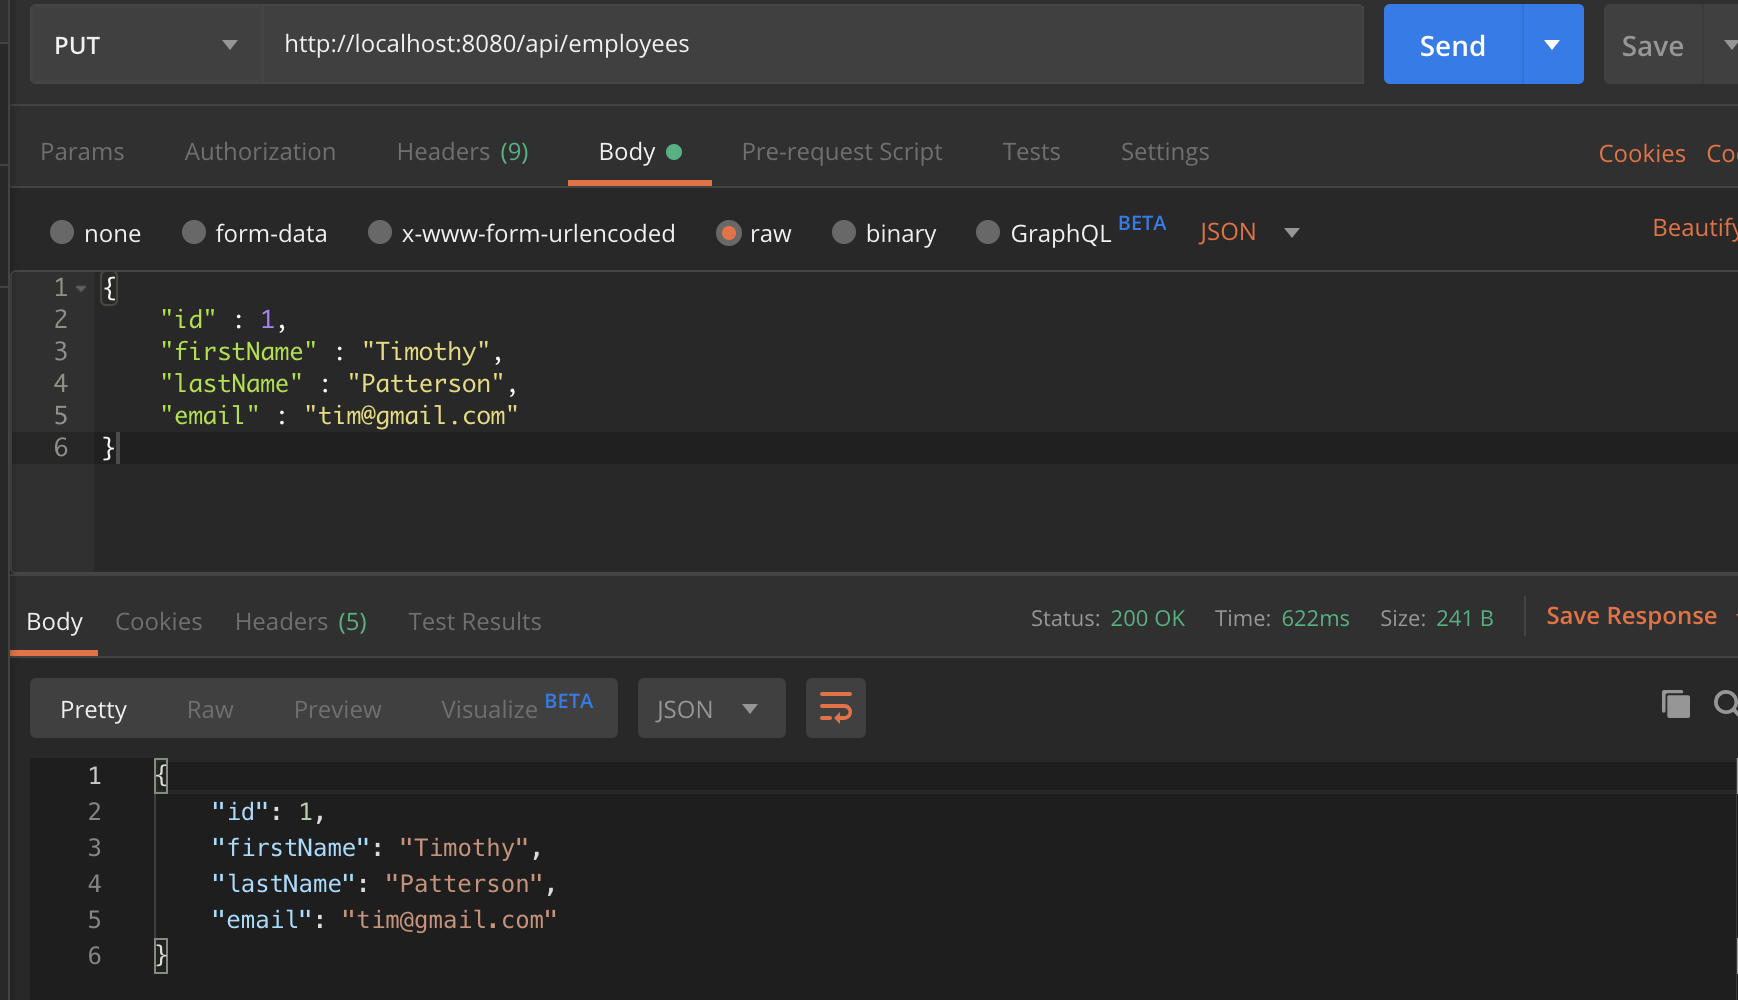 PUT http://localhost:8080/api/employees Send Save
Params Authorization Headers (9) Body Pre-request Script Tests Settings Cookies
none form-data x-www-form-urlencoded raw binary GraphQL BETA JSON Beautify
1 {
2 "id" : 1,
3 "firstName" : "Timothy",
4 "lastName" : "Patterson",
5 "email" : "tim@gmail.com"
6 }
Body Cookies Headers (5) Test Results Status: 200 OK Time: 622ms Size: 241 B Save Response
Pretty Raw Preview Visualize BETA JSON
1 {
2 "id": 1,
3 "firstName": "Timothy",
4 "lastName": "Patterson",
5 "email": "tim@gmail.com"
6 }